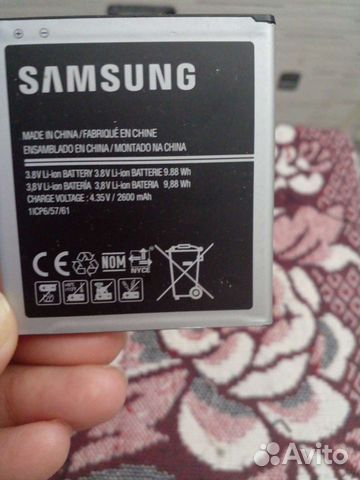 SAMSUNG
MADE IN CHINA / FABRIQUÉ EN CHINE
ENSAMBLADO EN CHINA / MONTADO NA CHINA
3.8V Li-ion BATTERY 3.8V Li-ion BATTERIE 9.88 Wh
3,8V Li-ion BATERÍA 3,8V Li-ion BATERIA 9,88 Wh
CHARGE VOLTAGE : 4.35V / 2600 mAh
1ICP6/57/61
CE NOM
NYCE
Avito